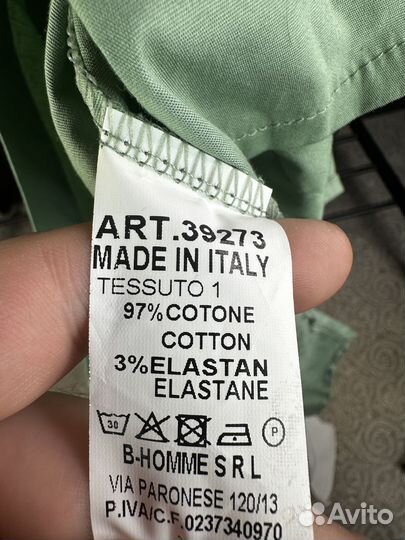 ART.39273
MADE IN ITALY
TESSUTO 1
97%COTONE
COTTON
3%ELASTAN
ELASTANE
30
P
B-HOMME S R L
VIA PARONESE 120/13
P.IVA/C.F.0237340970
Avito